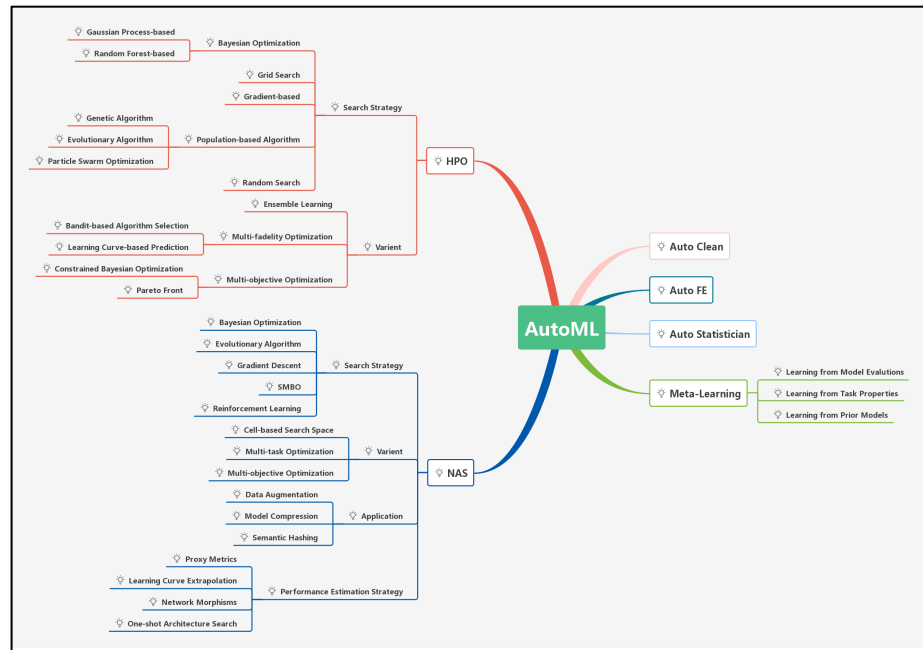 Gaussian Process-based
Random Forest-based
Bayesian Optimization
Grid Search
Gradient-based
Genetic Algorithm
Evolutionary Algorithm
Particle Swarm Optimization
Population-based Algorithm
Random Search
Search Strategy
Ensemble Learning
Bandit-based Algorithm Selection
Learning Curve-based Prediction
Multi-fadelity Optimization
Constrained Bayesian Optimization
Pareto Front
Multi-objective Optimization
Varient
HPO
Bayesian Optimization
Evolutionary Algorithm
Gradient Descent
SMBO
Reinforcement Learning
Search Strategy
Cell-based Search Space
Multi-task Optimization
Multi-objective Optimization
Varient
Data Augmentation
Model Compression
Semantic Hashing
Application
Proxy Metrics
Learning Curve Extrapolation
Network Morphisms
One-shot Architecture Search
Performance Estimation Strategy
NAS
AutoML
Auto Clean
Auto FE
Auto Statistician
Meta-Learning
Learning from Model Evalutions
Learning from Task Properties
Learning from Prior Models